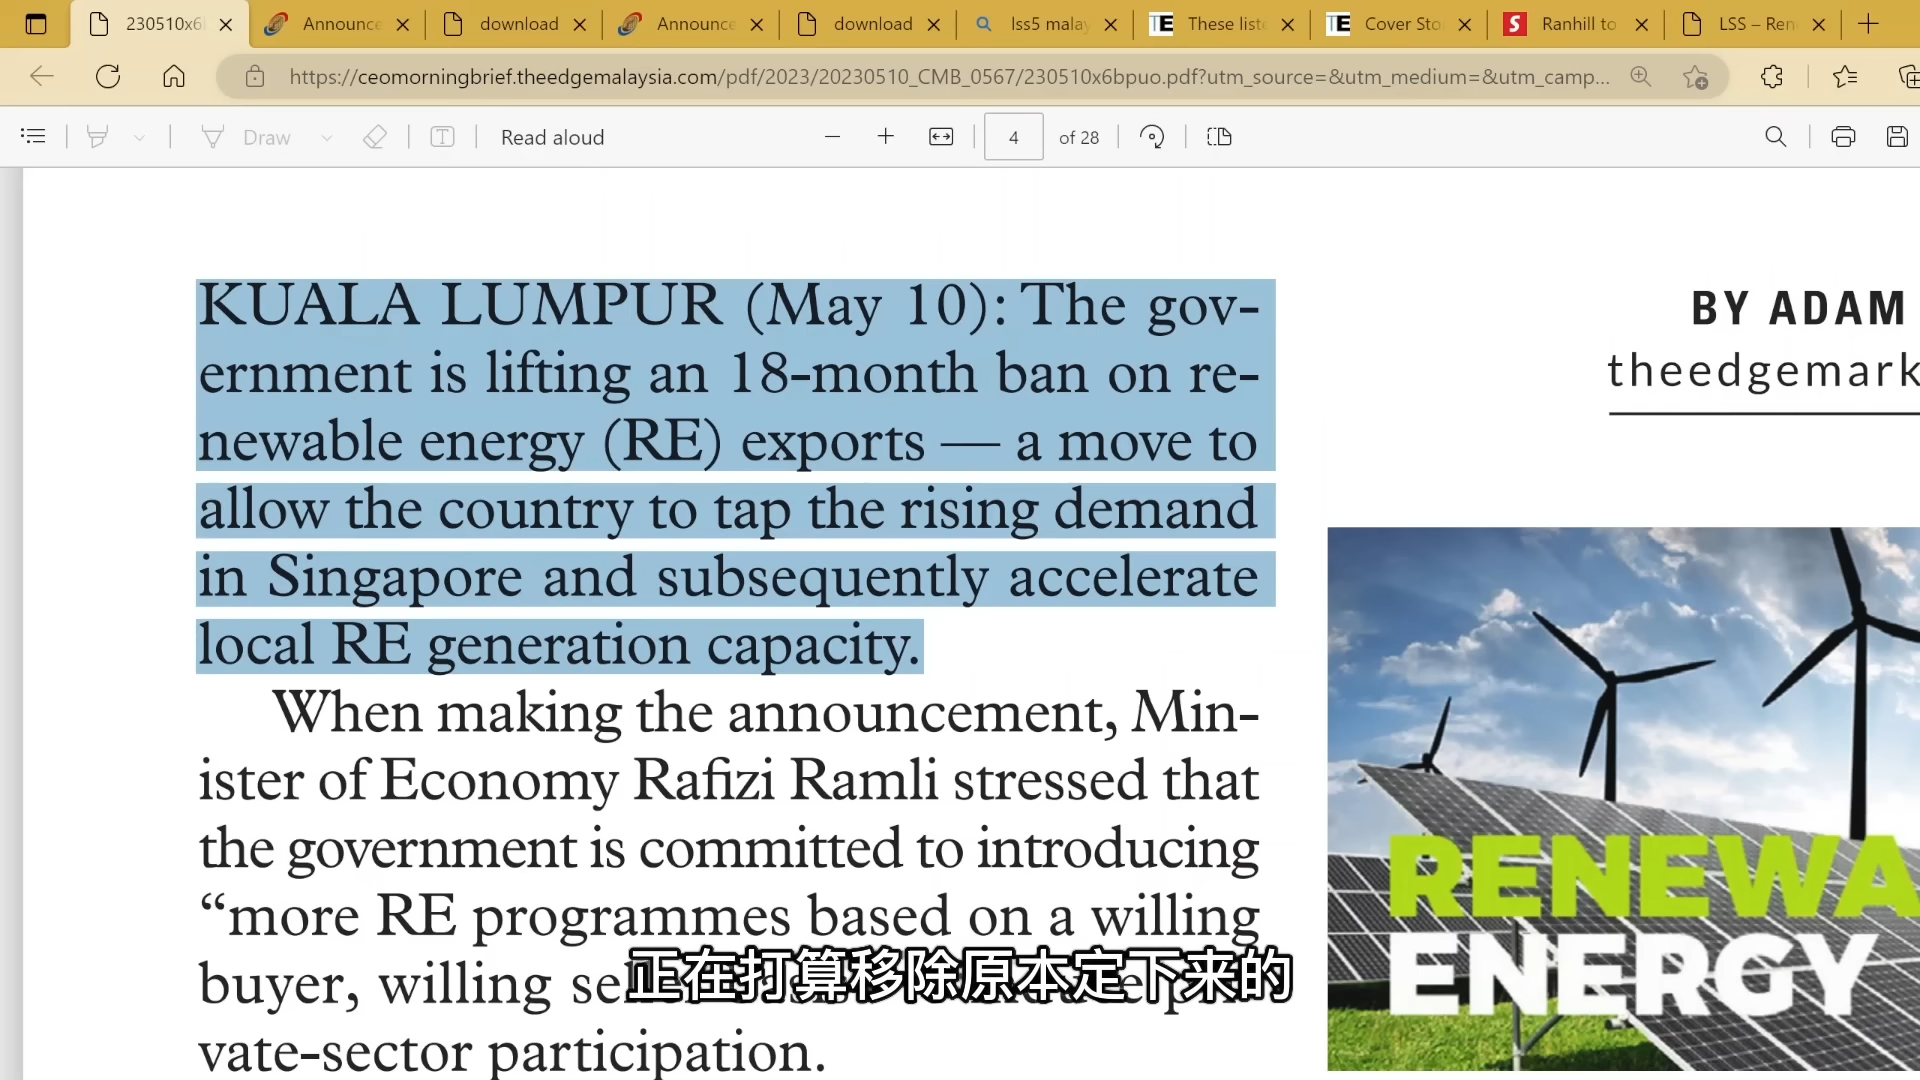 230510x6
Announce
download
Announce
download
lss5 malay
TE These liste
TE Cover Sto
S Ranhill to
LSS – Ren
https://ceomorningbrief.theedgemalaysia.com/pdf/2023/20230510_CMB_0567/230510x6bpuo.pdf?utm_source=&utm_medium=&utm_camp...
Draw
Read aloud
4 of 28
KUALA LUMPUR (May 10): The gov-
ernment is lifting an 18-month ban on re-
newable energy (RE) exports — a move to
allow the country to tap the rising demand
in Singapore and subsequently accelerate
local RE generation capacity.
When making the announcement, Min-
ister of Economy Rafizi Ramli stressed that
the government is committed to introducing
“more RE programmes based on a willing
buyer, willing
vate-sector participation.
BY ADAM
theedgemark
RENEWA
ENERGY
正在打算移除原本定下来的